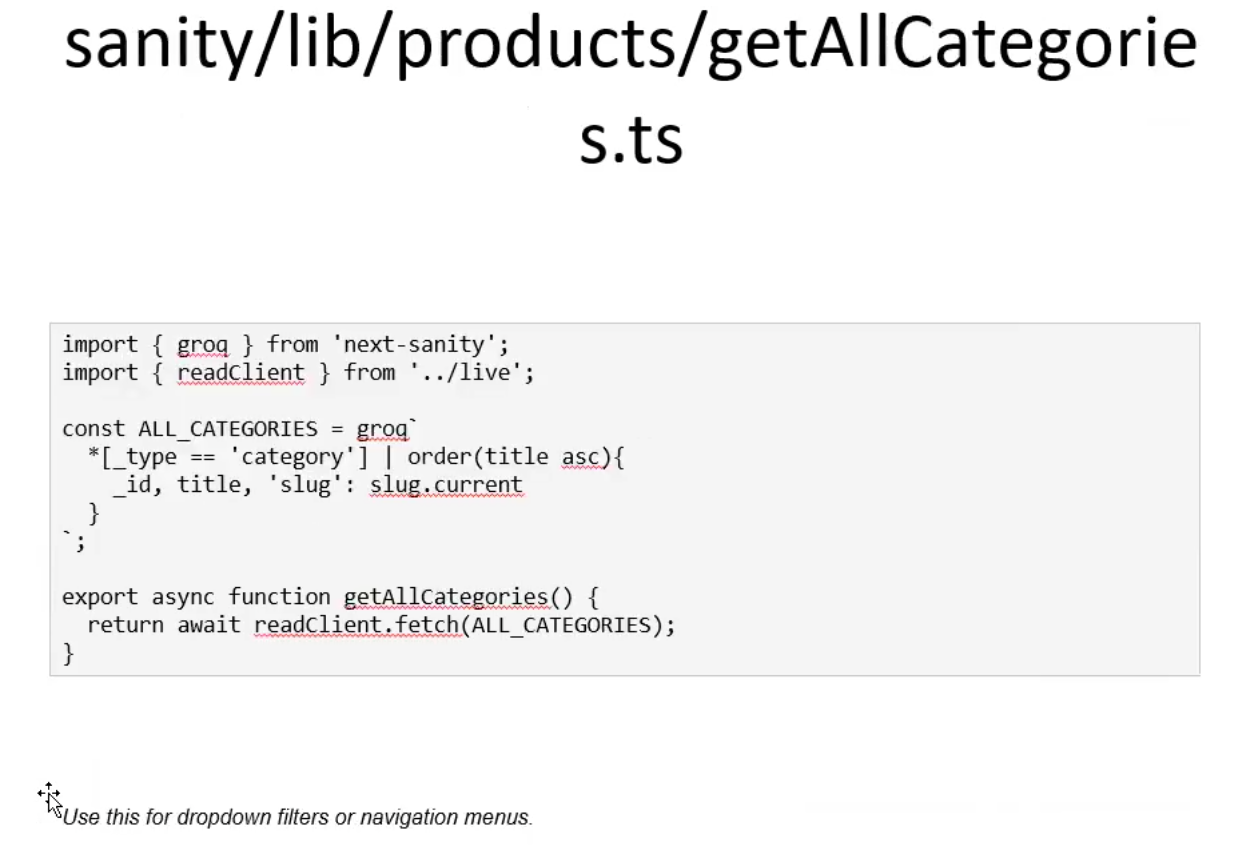 sanity/lib/products/getAllCategorie
s.ts
import { groq } from 'next-sanity';
import { readClient } from '../live';
const ALL_CATEGORIES = groq`
  *[_type == 'category'] | order(title asc){
    _id, title, 'slug': slug.current
  }
`;
export async function getAllCategories() {
  return await readClient.fetch(ALL_CATEGORIES);
}
Use this for dropdown filters or navigation menus.